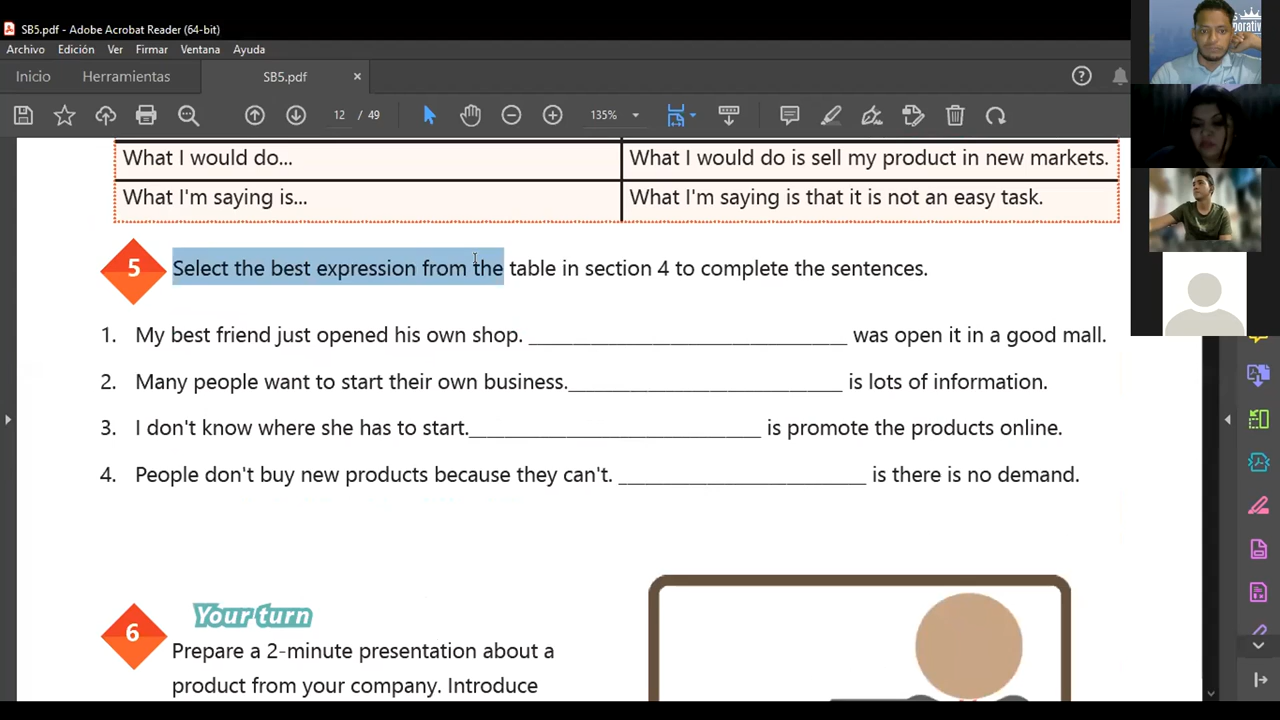 SB5.pdf - Adobe Acrobat Reader (64-bit)
Archivo Edición Ver Firmar Ventana Ayuda
Inicio Herramientas SB5.pdf ×
12 / 49 135%
What I would do... What I would do is sell my product in new markets.
What I'm saying is... What I'm saying is that it is not an easy task.
5 Select the best expression from the table in section 4 to complete the sentences.
1. My best friend just opened his own shop. ____________________________ was open it in a good mall.
2. Many people want to start their own business.________________________ is lots of information.
3. I don't know where she has to start.__________________________ is promote the products online.
4. People don't buy new products because they can't. ______________________ is there is no demand.
6 Your turn
Prepare a 2-minute presentation about a
product from your company. Introduce